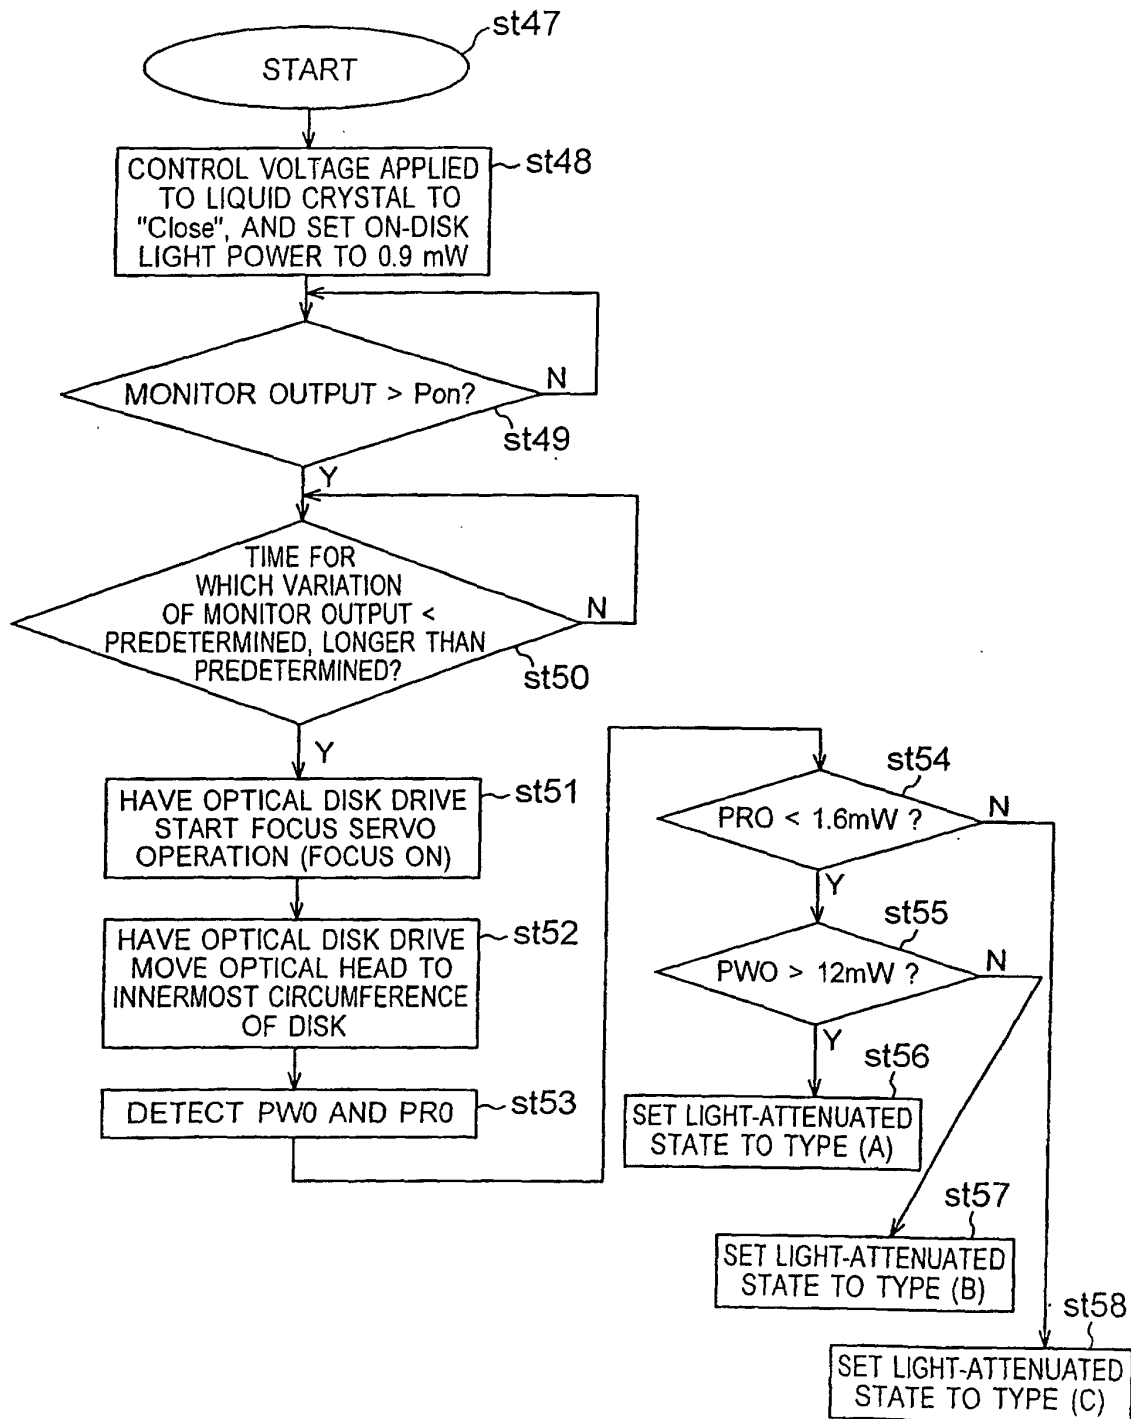 st47
START
st48
CONTROL VOLTAGE APPLIED
TO LIQUID CRYSTAL TO
"Close", AND SET ON-DISK
LIGHT POWER TO 0.9 mW
MONITOR OUTPUT > Pon?
N
st49
Y
TIME FOR
WHICH VARIATION
OF MONITOR OUTPUT <
PREDETERMINED, LONGER THAN
PREDETERMINED?
N
st50
Y
HAVE OPTICAL DISK DRIVE
START FOCUS SERVO
OPERATION (FOCUS ON)
st51
HAVE OPTICAL DISK DRIVE
MOVE OPTICAL HEAD TO
INNERMOST CIRCUMFERENCE
OF DISK
st52
DETECT PW0 AND PR0
st53
st54
PRO < 1.6mW ?
N
Y
st55
PWO > 12mW ?
N
Y
st56
SET LIGHT-ATTENUATED
STATE TO TYPE (A)
st57
SET LIGHT-ATTENUATED
STATE TO TYPE (B)
st58
SET LIGHT-ATTENUATED
STATE TO TYPE (C)